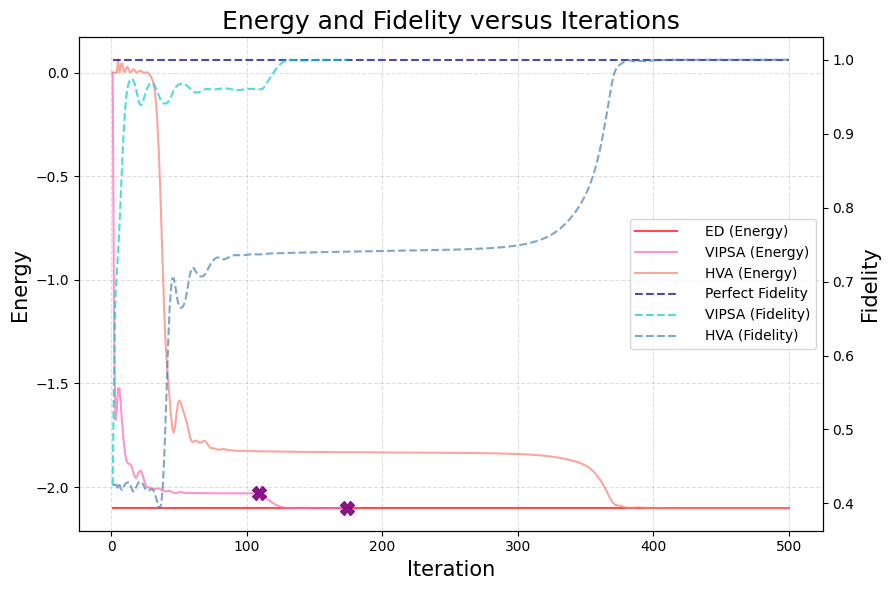 Energy and Fidelity versus Iterations
Energy
0.0
−0.5
−1.0
−1.5
−2.0
1.0
0.9
0.8
0.7
0.6
0.5
0.4
Fidelity
ED (Energy)
VIPSA (Energy)
HVA (Energy)
Perfect Fidelity
VIPSA (Fidelity)
HVA (Fidelity)
0 100 200 300 400 500
Iteration